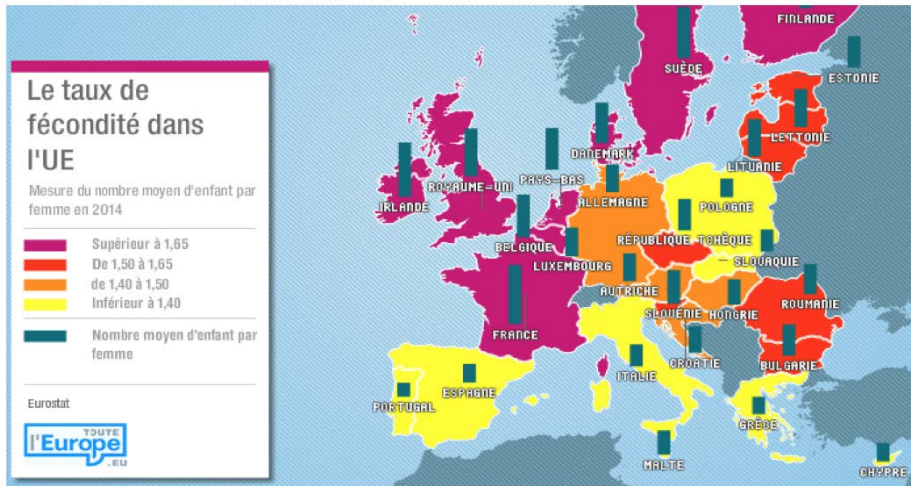 Le taux de
fécondité dans
l'UE
Mesure du nombre moyen d'enfant par
femme en 2014
Supérieur à 1,65
De 1,50 à 1,65
de 1,40 à 1,50
Inférieur à 1,40
Nombre moyen d'enfant par
femme
Eurostat
TOUTE
l'Europe
.EU
FINLANDE
SUÈDE
ESTONIE
LETTONIE
DANEMARK
LITUANIE
PAYS-BAS
ROYAUME-UNI
IRLANDE
ALLEMAGNE
POLOGNE
BELGIQUE
RÉPUBLIQUE TCHÈQUE
LUXEMBOURG
SLOVAQUIE
AUTRICHE
ROUMANIE
SLOVÉNIE
HONGRIE
FRANCE
CROATIE
BULGARIE
ITALIE
ESPAGNE
PORTUGAL
GRÈCE
MALTE
CHYPRE